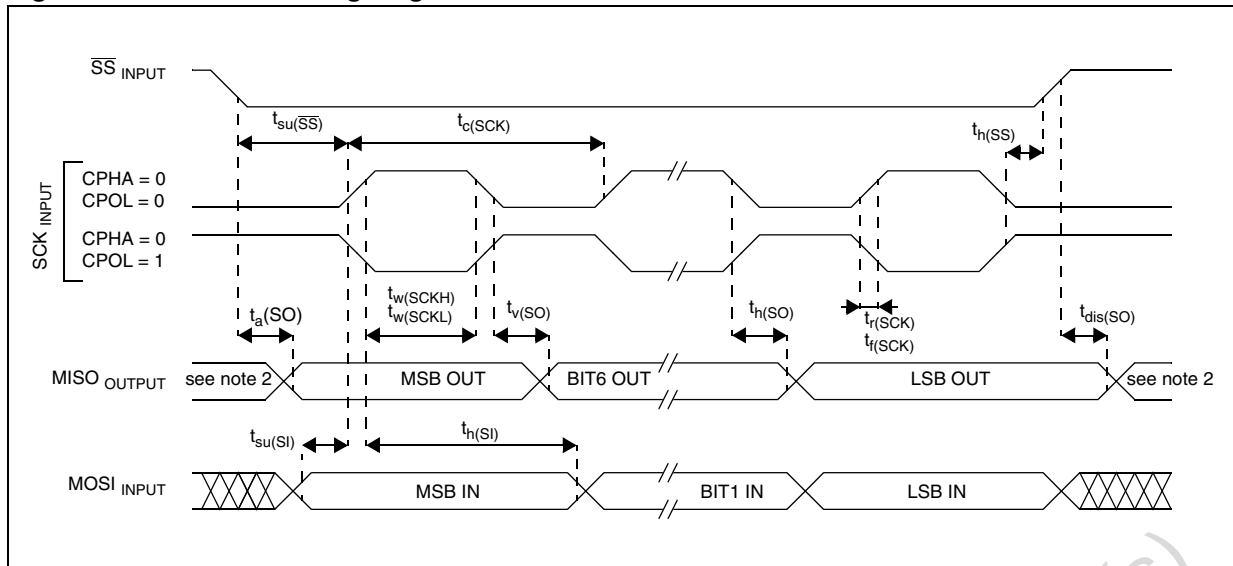 SS INPUT
tsu(SS)
tc(SCK)
th(SS)
SCK INPUT
CPHA = 0
CPOL = 0
CPHA = 0
CPOL = 1
ta(SO)
tw(SCKH)
tw(SCKL)
tv(SO)
th(SO)
tr(SCK)
tf(SCK)
tdis(SO)
MISO OUTPUT
see note 2
MSB OUT
BIT6 OUT
LSB OUT
see note 2
tsu(SI)
th(SI)
MOSI INPUT
MSB IN
BIT1 IN
LSB IN